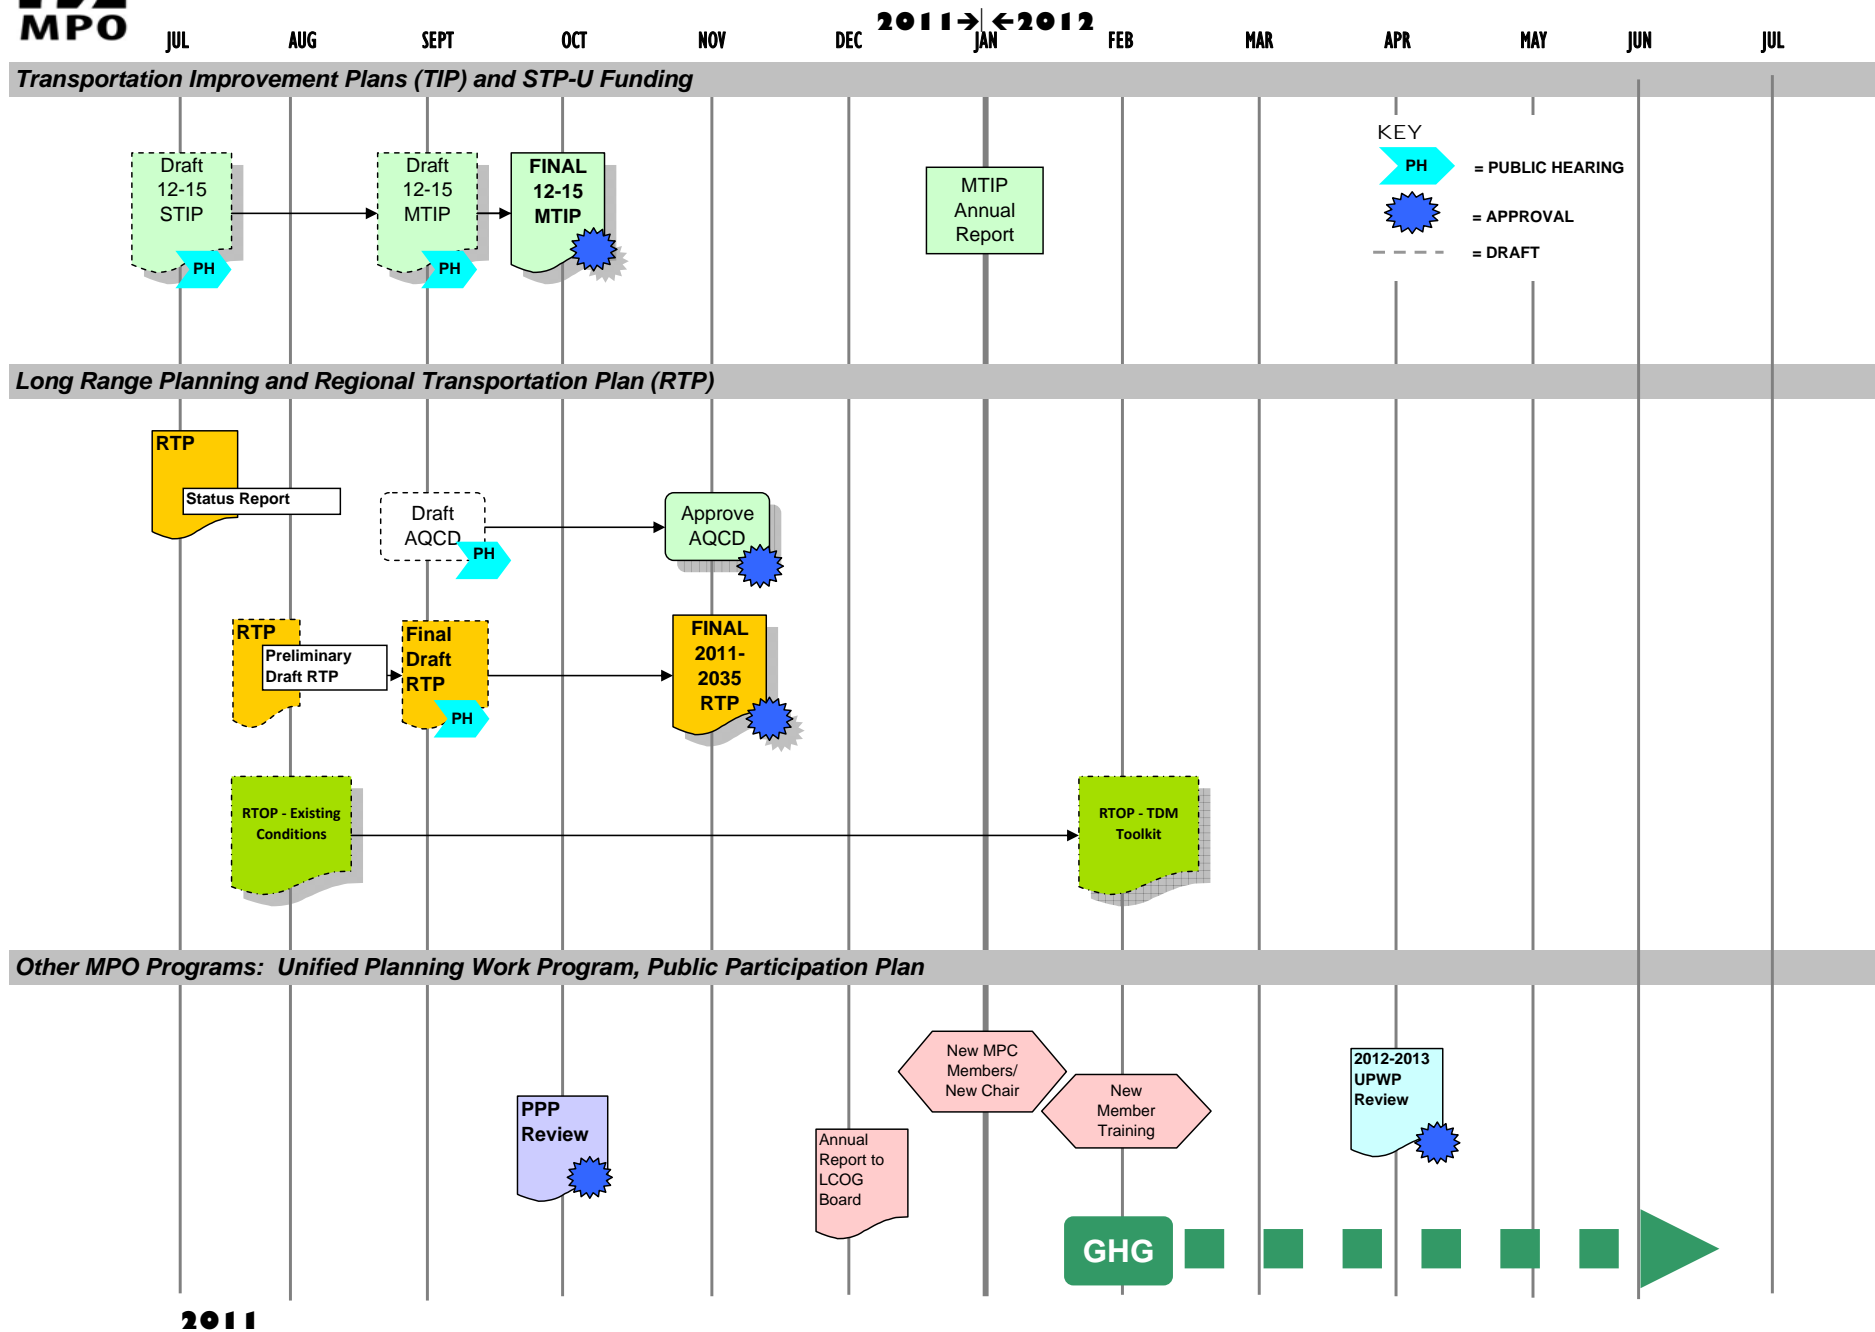 MPO
2011→ ←2012
JUL AUG SEPT OCT NOV DEC JAN FEB MAR APR MAY JUN JUL
Transportation Improvement Plans (TIP) and STP-U Funding
Draft
12-15
STIP
PH
Draft
12-15
MTIP
PH
FINAL
12-15
MTIP
MTIP
Annual
Report
KEY
PH = PUBLIC HEARING
= APPROVAL
= DRAFT
Long Range Planning and Regional Transportation Plan (RTP)
RTP
Status Report
Draft
AQCD
PH
Approve
AQCD
RTP
Preliminary
Draft RTP
Final
Draft
RTP
PH
FINAL
2011-
2035
RTP
RTOP - Existing
Conditions
RTOP - TDM
Toolkit
Other MPO Programs: Unified Planning Work Program, Public Participation Plan
PPP
Review
Annual
Report to
LCOG
Board
New MPC
Members/
New Chair
New
Member
Training
2012-2013
UPWP
Review
GHG
2011